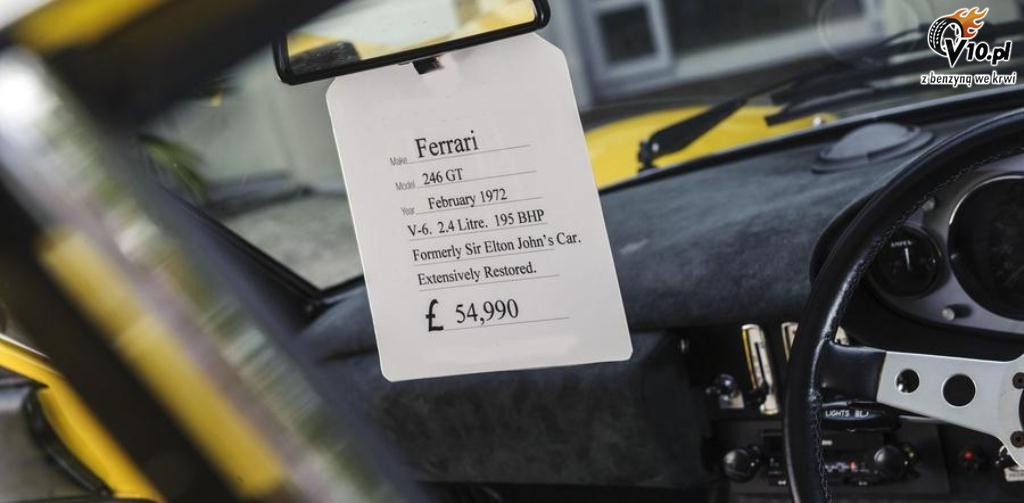 V10.pl
z benzyną we krwi
Make Ferrari
Model 246 GT
Year February 1972
V-6. 2.4 Litre. 195 BHP
Formerly Sir Elton John's Car.
Extensively Restored.
£ 54,990
LIGHTS